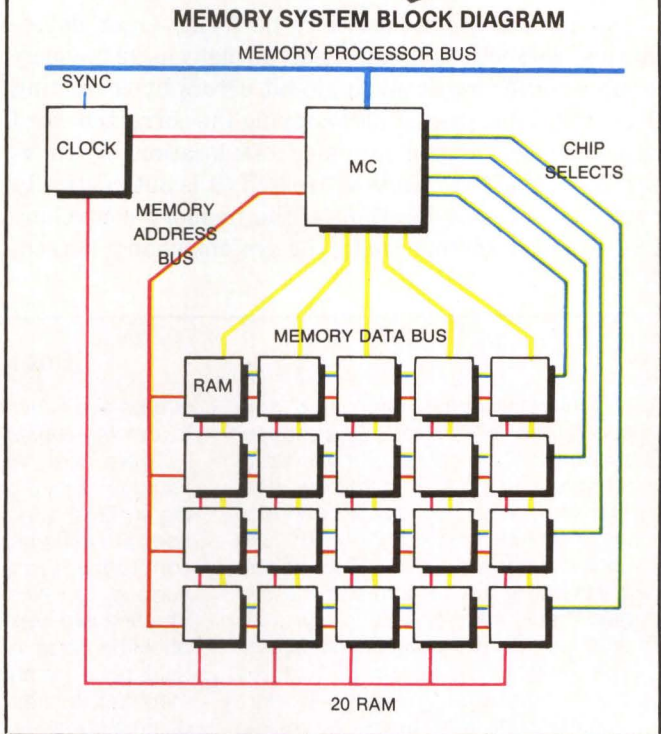 MEMORY SYSTEM BLOCK DIAGRAM
MEMORY PROCESSOR BUS
SYNC
CLOCK
MC
CHIP
SELECTS
MEMORY
ADDRESS
BUS
MEMORY DATA BUS
RAM
20 RAM